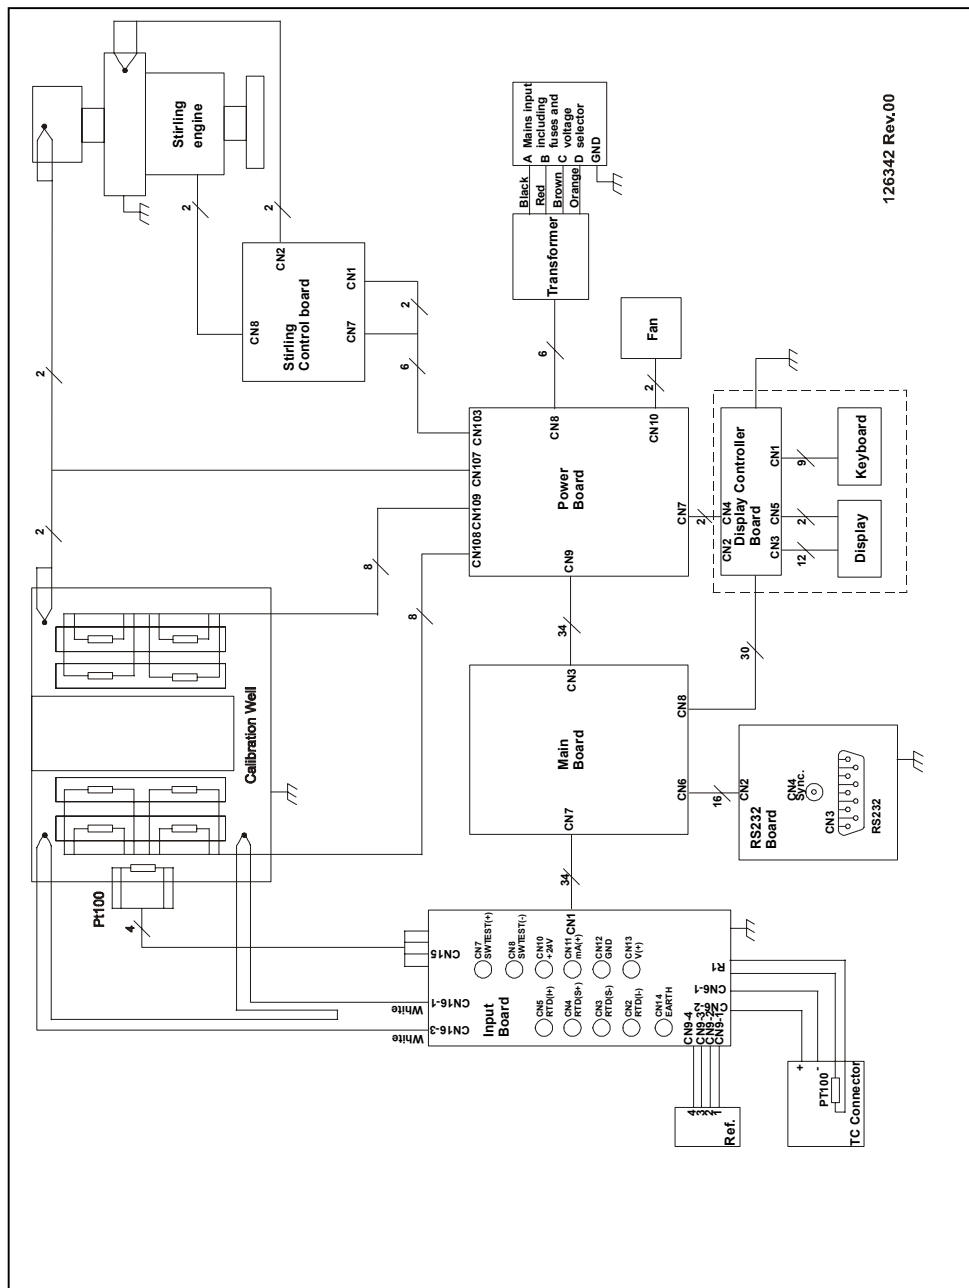 Stirling
engine
2
2
CN2
CN8
Stirling
Control board
CN1
CN7
2
6
2
2
A Mains input
B including
fuses and
C voltage
D selector
GND
Black
Red
Brown
Orange
Transformer
6
Fan
2
126342 Rev.00
CN103
CN107
CN109
CN108
CN8
CN10
Power
Board
CN9
CN7
2
CN4
CN2
Display Controller
Board
CN1
CN5
CN3
9
2
12
Keyboard
Display
8
8
Calibration Well
Pt100
4
34
30
CN3
CN8
Main
Board
CN7
CN6
16
CN2
RS232
Board
CN4
Sync.
CN3
RS232
34
CN15
CN16-1
CN16-3
White
White
Input
Board
CN7
SWTEST(+)
CN8
SWTEST(-)
CN10
+24V
CN11
mA(+)
CN12
GND
CN13
V(+)
CN1
CN5
RTD(I+)
CN4
RTD(S+)
CN3
RTD(S-)
CN2
RTD(I-)
CN14
EARTH
R1
CN6-1
CN6-2
CN9-4
CN9-3
CN9-2
CN9-1
4
3
2
1
Ref.
+
-
PT100
TC Connector